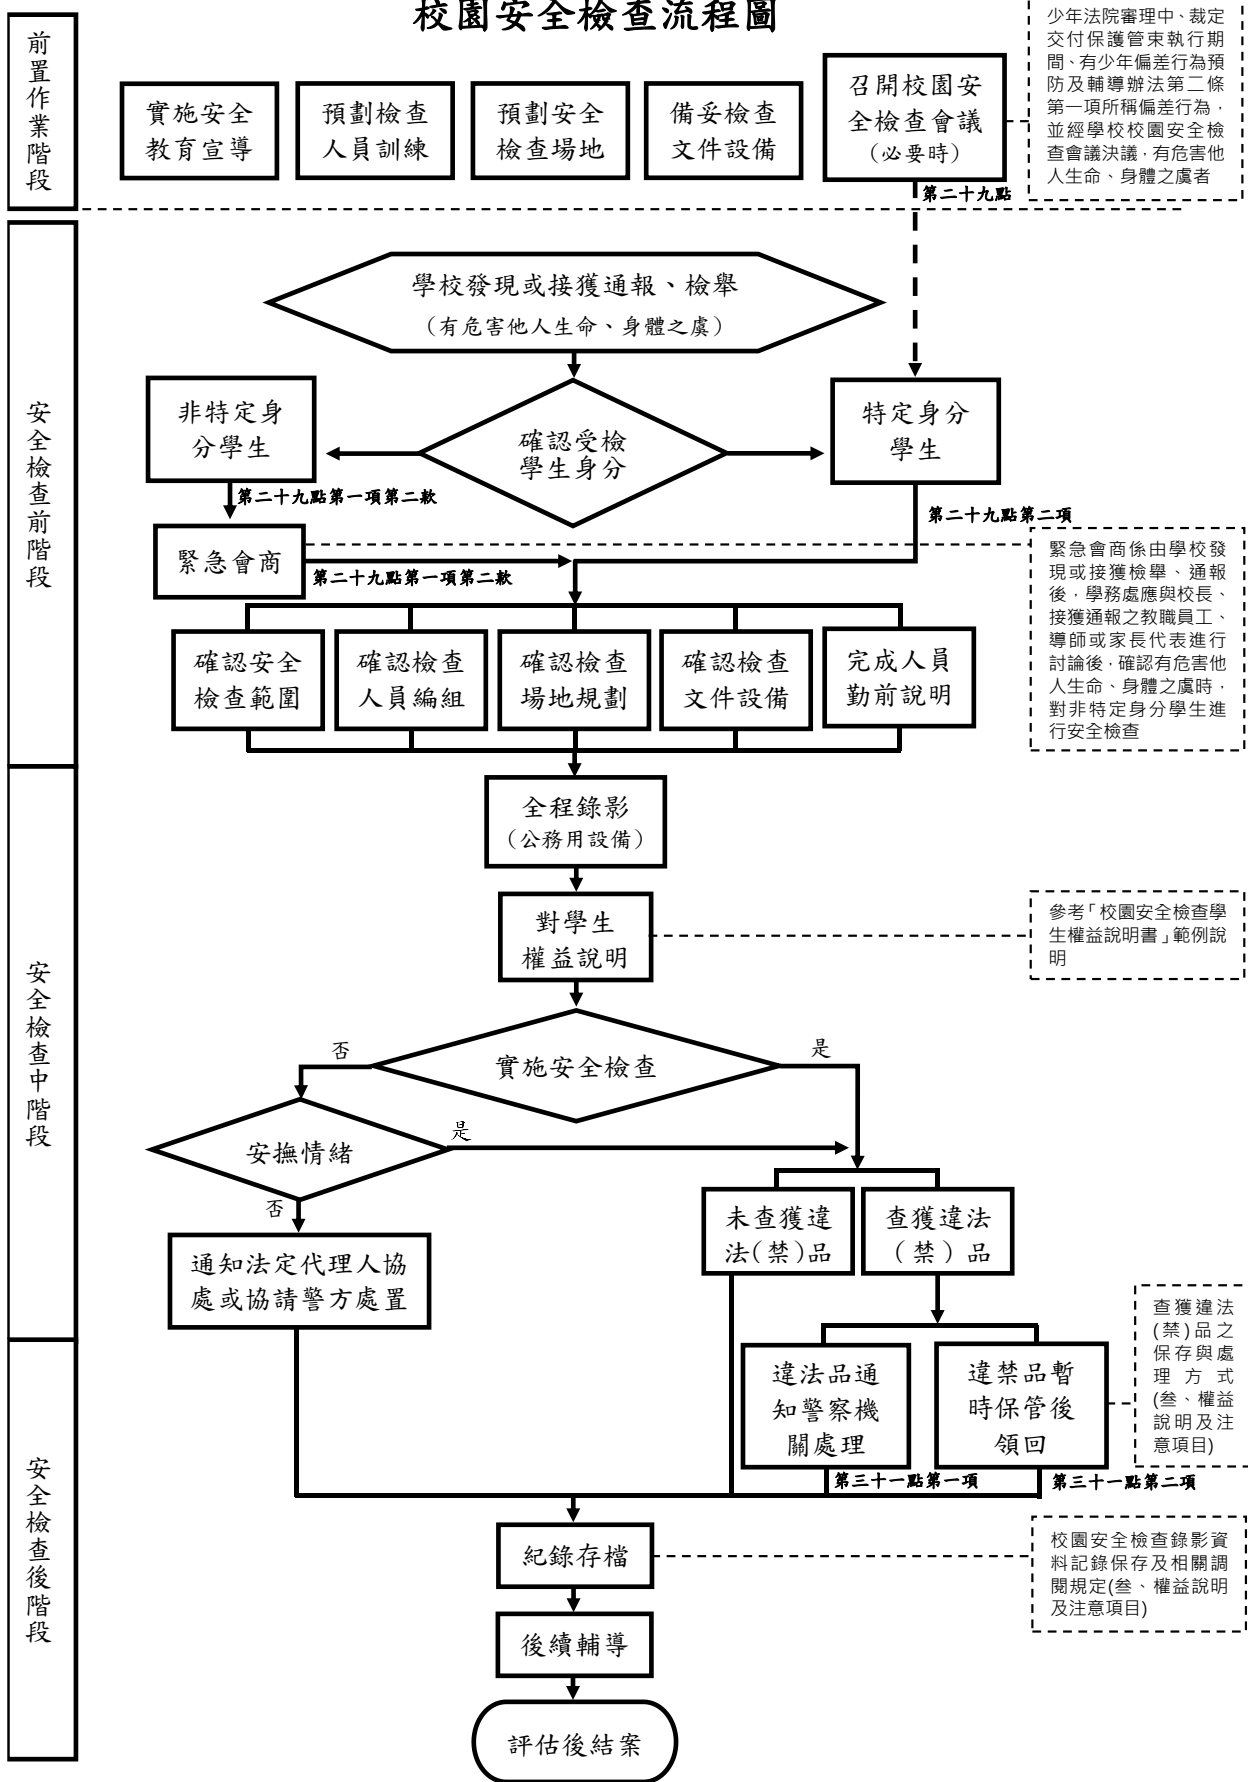 校園安全檢查流程圖
前置作業階段
實施安全
教育宣導
預劃檢查
人員訓練
預劃安全
檢查場地
備妥檢查
文件設備
召開校園安
全檢查會議
(必要時)
少年法院審理中、裁定
交付保護管束執行期
間、有少年偏差行為預
防及輔導辦法第二條
第一項所稱偏差行為，
並經學校校園安全檢
查會議決議，有危害他
人生命、身體之虞者
第二十九點
安全檢查前階段
學校發現或接獲通報、檢舉
(有危害他人生命、身體之虞)
非特定身
分學生
確認受檢
學生身分
特定身分
學生
第二十九點第一項第二款
第二十九點第二項
緊急會商
第二十九點第一項第二款
緊急會商係由學校發
現或接獲檢舉、通報
後，學務處應與校長、
接獲通報之教職員工、
導師或家長代表進行
討論後，確認有危害他
人生命、身體之虞時，
對非特定身分學生進
行安全檢查
確認安全
檢查範圍
確認檢查
人員編組
確認檢查
場地規劃
確認檢查
文件設備
完成人員
勤前說明
安全檢查中階段
全程錄影
(公務用設備)
對學生
權益說明
參考「校園安全檢查學
生權益說明書」範例說
明
實施安全檢查
否
是
安撫情緒
是
否
通知法定代理人協
處或協請警方處置
未查獲違
法(禁)品
查獲違法
(禁)品
查獲違法
(禁)品之
保存與處
理方式
(叁、權益
說明及注
意項目)
違法品通
知警察機
關處理
違禁品暫
時保管後
領回
第三十一點第一項
第三十一點第二項
安全檢查後階段
紀錄存檔
校園安全檢查錄影資
料記錄保存及相關調
閱規定(叁、權益說明
及注意項目)
後續輔導
評估後結案